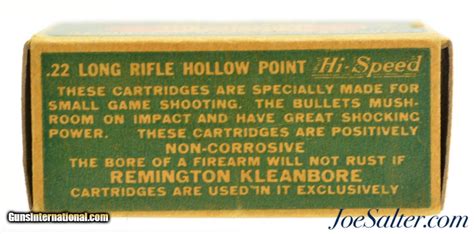 .22 LONG RIFLE HOLLOW POINT Hi-Speed
THESE CARTRIDGES ARE SPECIALLY MADE FOR
SMALL GAME SHOOTING. THE BULLETS MUSH-
ROOM ON IMPACT AND HAVE GREAT SHOCKING
POWER. THESE CARTRIDGES ARE POSITIVELY
NON-CORROSIVE
THE BORE OF A FIREARM WILL NOT RUST IF
REMINGTON KLEANBORE
CARTRIDGES ARE USED IN IT EXCLUSIVELY
GunsInternational.com
JoeSalter.com